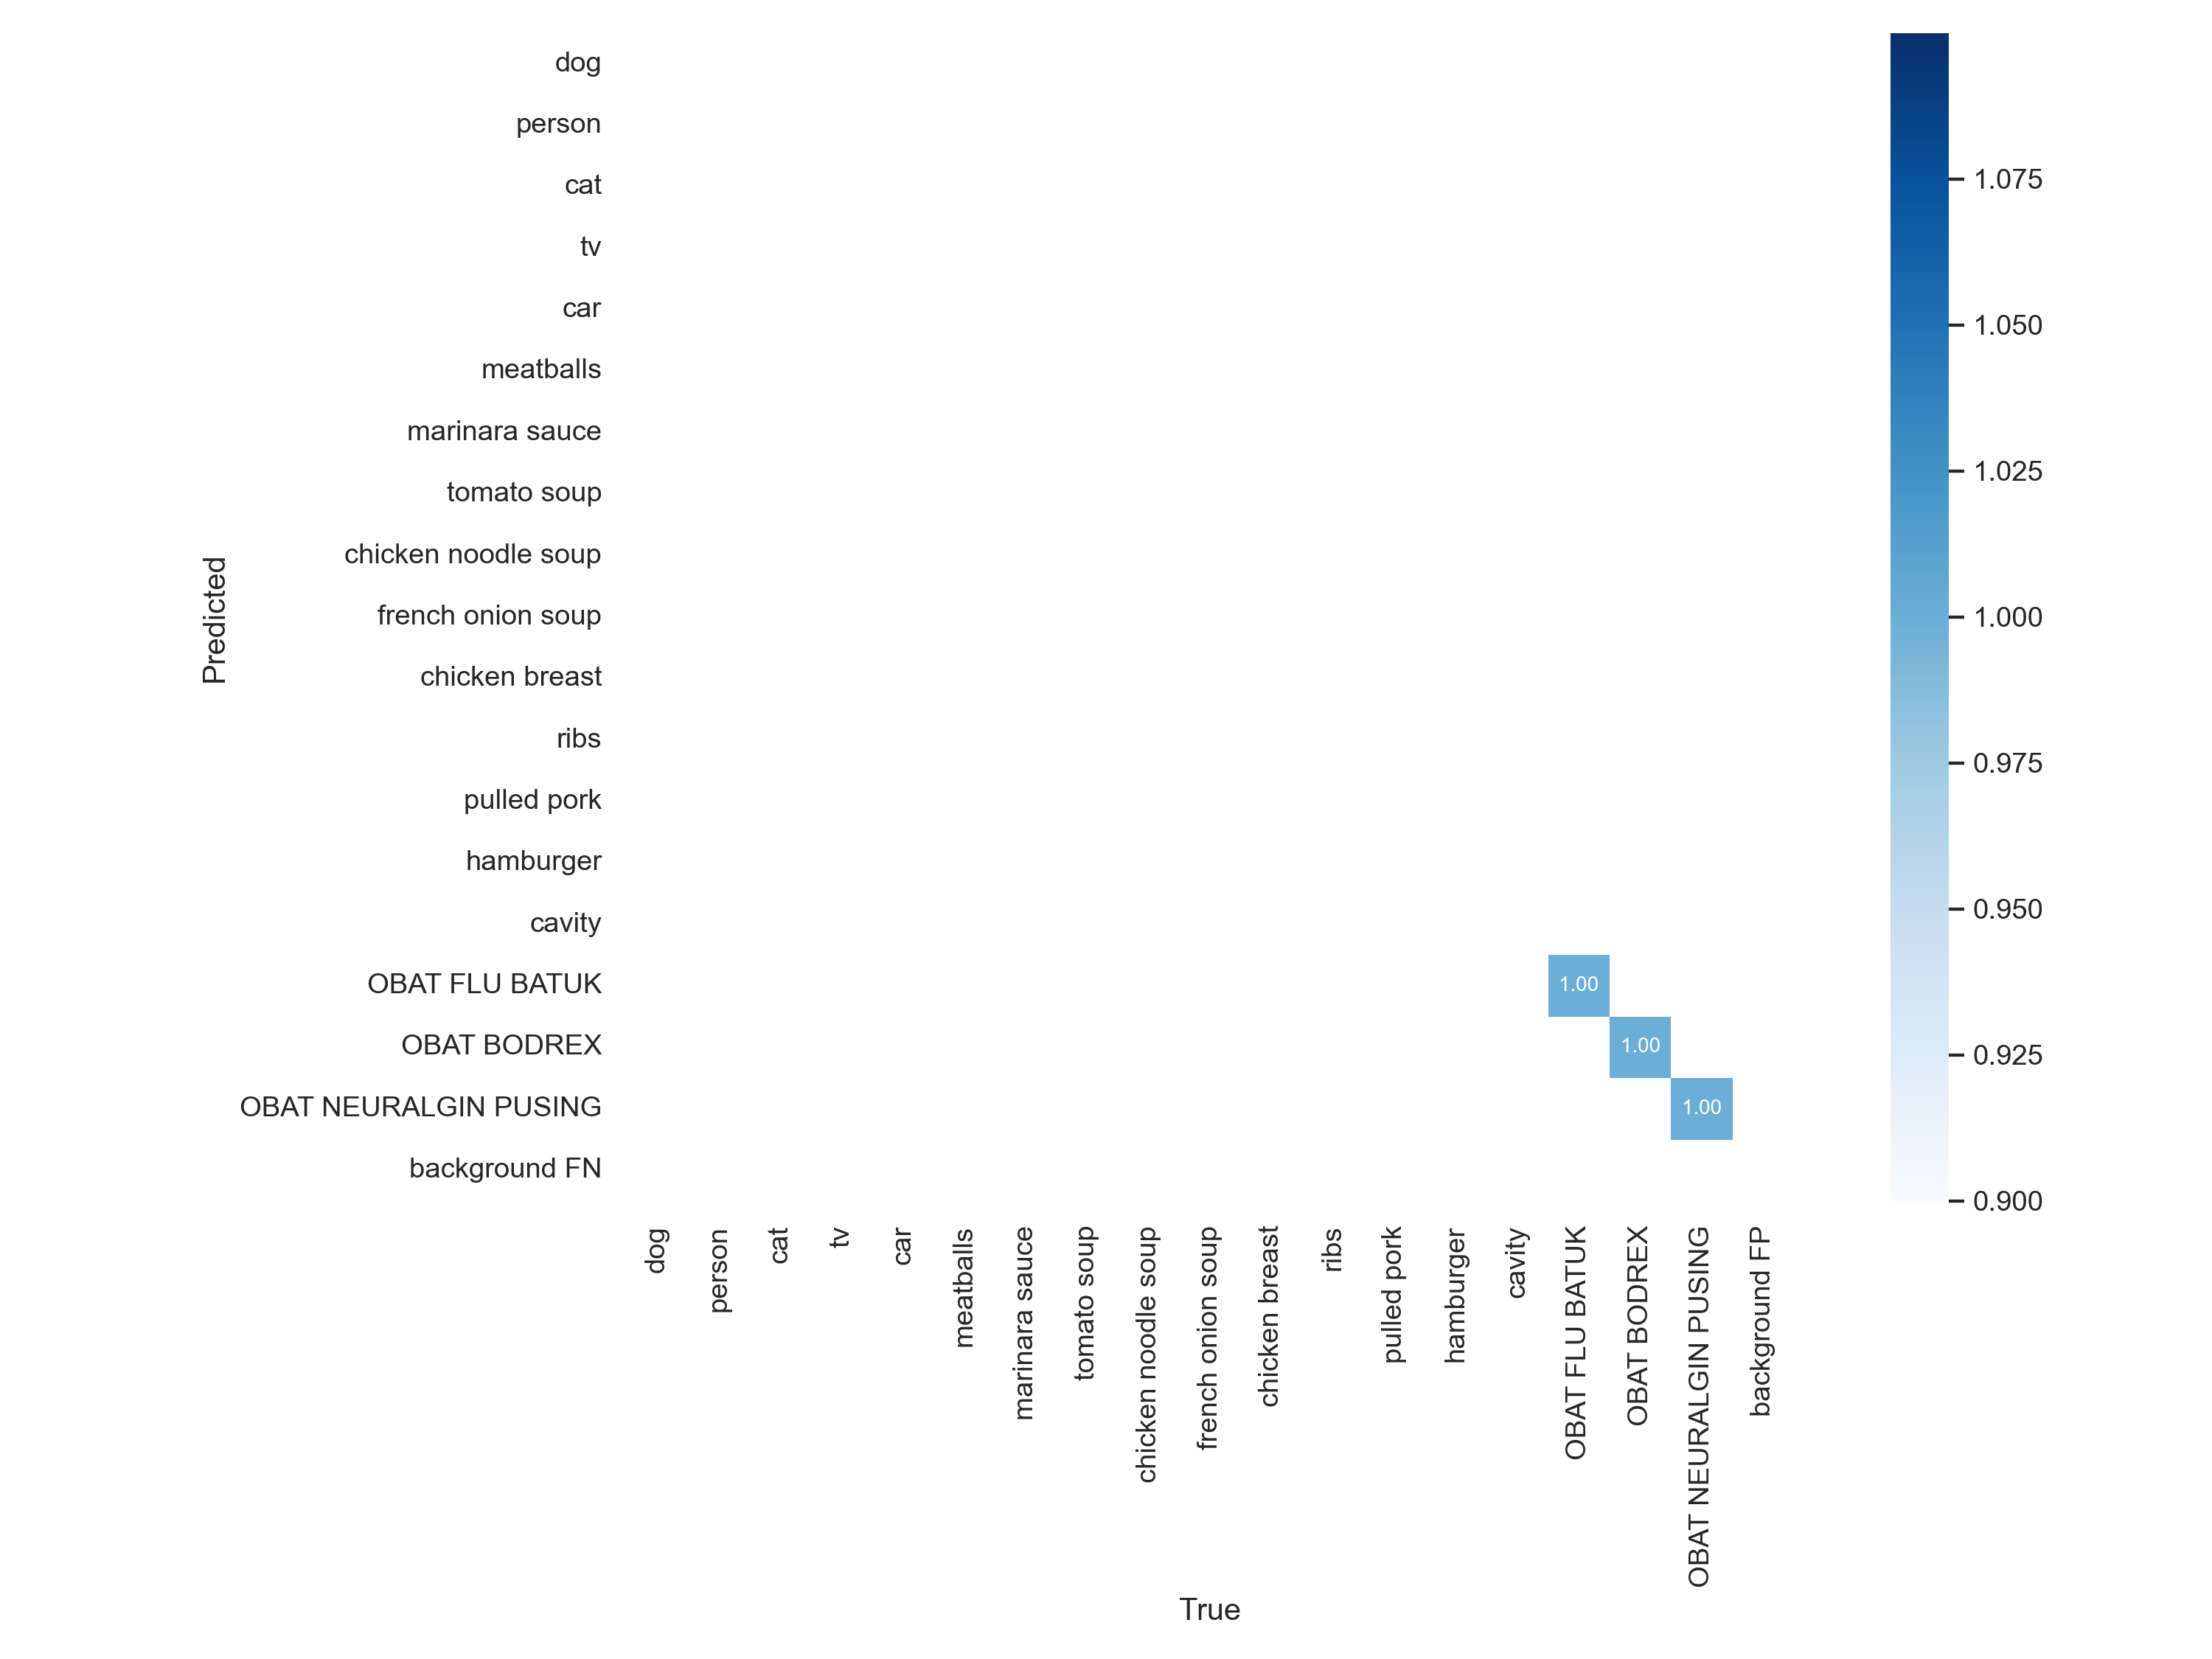 dog
person
cat
tv
car
meatballs
marinara sauce
tomato soup
chicken noodle soup
french onion soup
chicken breast
ribs
pulled pork
hamburger
cavity
OBAT FLU BATUK
OBAT BODREX
OBAT NEURALGIN PUSING
background FN
Predicted
1.00
1.00
1.00
dog
person
cat
tv
car
meatballs
marinara sauce
tomato soup
chicken noodle soup
french onion soup
chicken breast
ribs
pulled pork
hamburger
cavity
OBAT FLU BATUK
OBAT BODREX
OBAT NEURALGIN PUSING
background FP
True
1.075
1.050
1.025
1.000
0.975
0.950
0.925
0.900